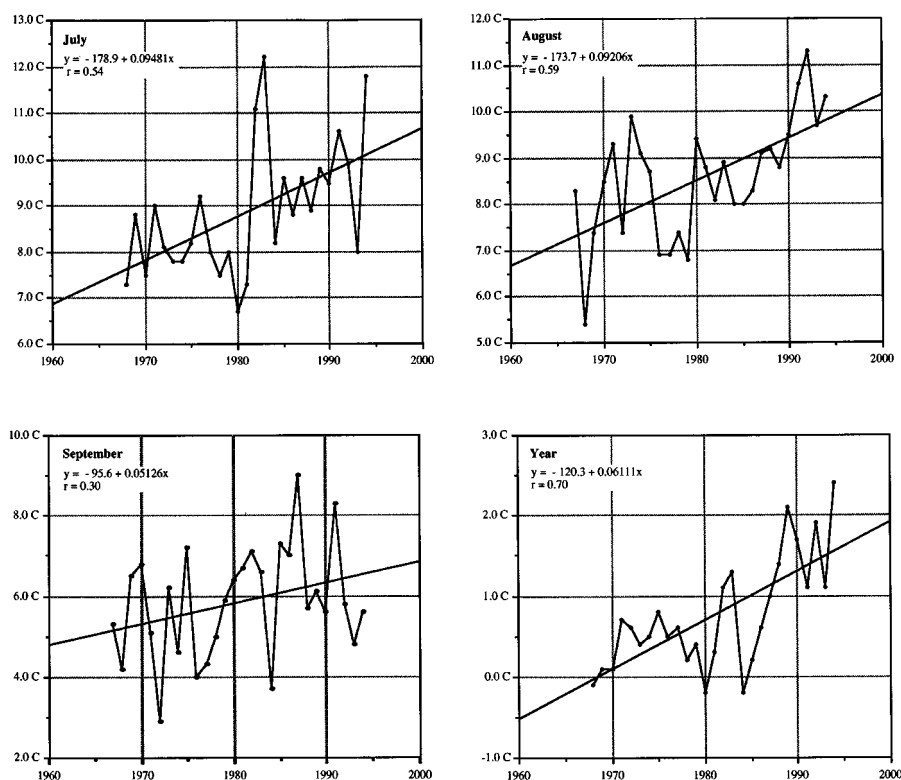 13.0 C
12.0 C
11.0 C
10.0 C
9.0 C
8.0 C
7.0 C
6.0 C
July
y = - 178.9 + 0.09481x
r = 0.54
1960 1970 1980 1990 2000
12.0 C
11.0 C
10.0 C
9.0 C
8.0 C
7.0 C
6.0 C
5.0 C
August
y = -173.7 + 0.09206x
r = 0.59
1960 1970 1980 1990 2000
10.0 C
8.0 C
6.0 C
4.0 C
2.0 C
September
y = - 95.6 + 0.05126x
r = 0.30
1960 1970 1980 1990 2000
3.0 C
2.0 C
1.0 C
0.0 C
-1.0 C
Year
y = - 120.3 + 0.06111x
r = 0.70
1960 1970 1980 1990 2000